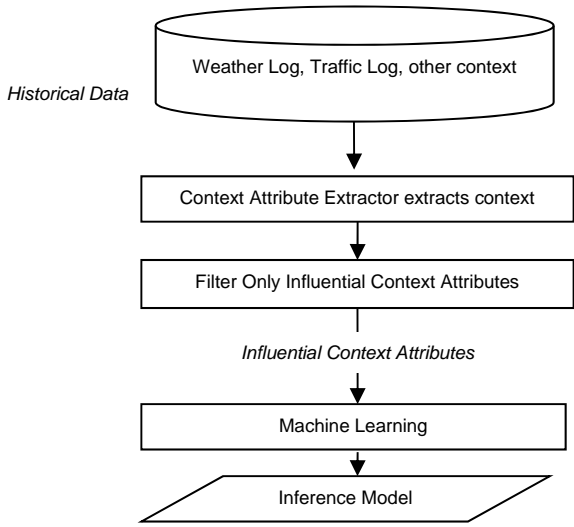 Weather Log, Traffic Log, other context
Historical Data
Context Attribute Extractor extracts context
Filter Only Influential Context Attributes
Influential Context Attributes
Machine Learning
Inference Model